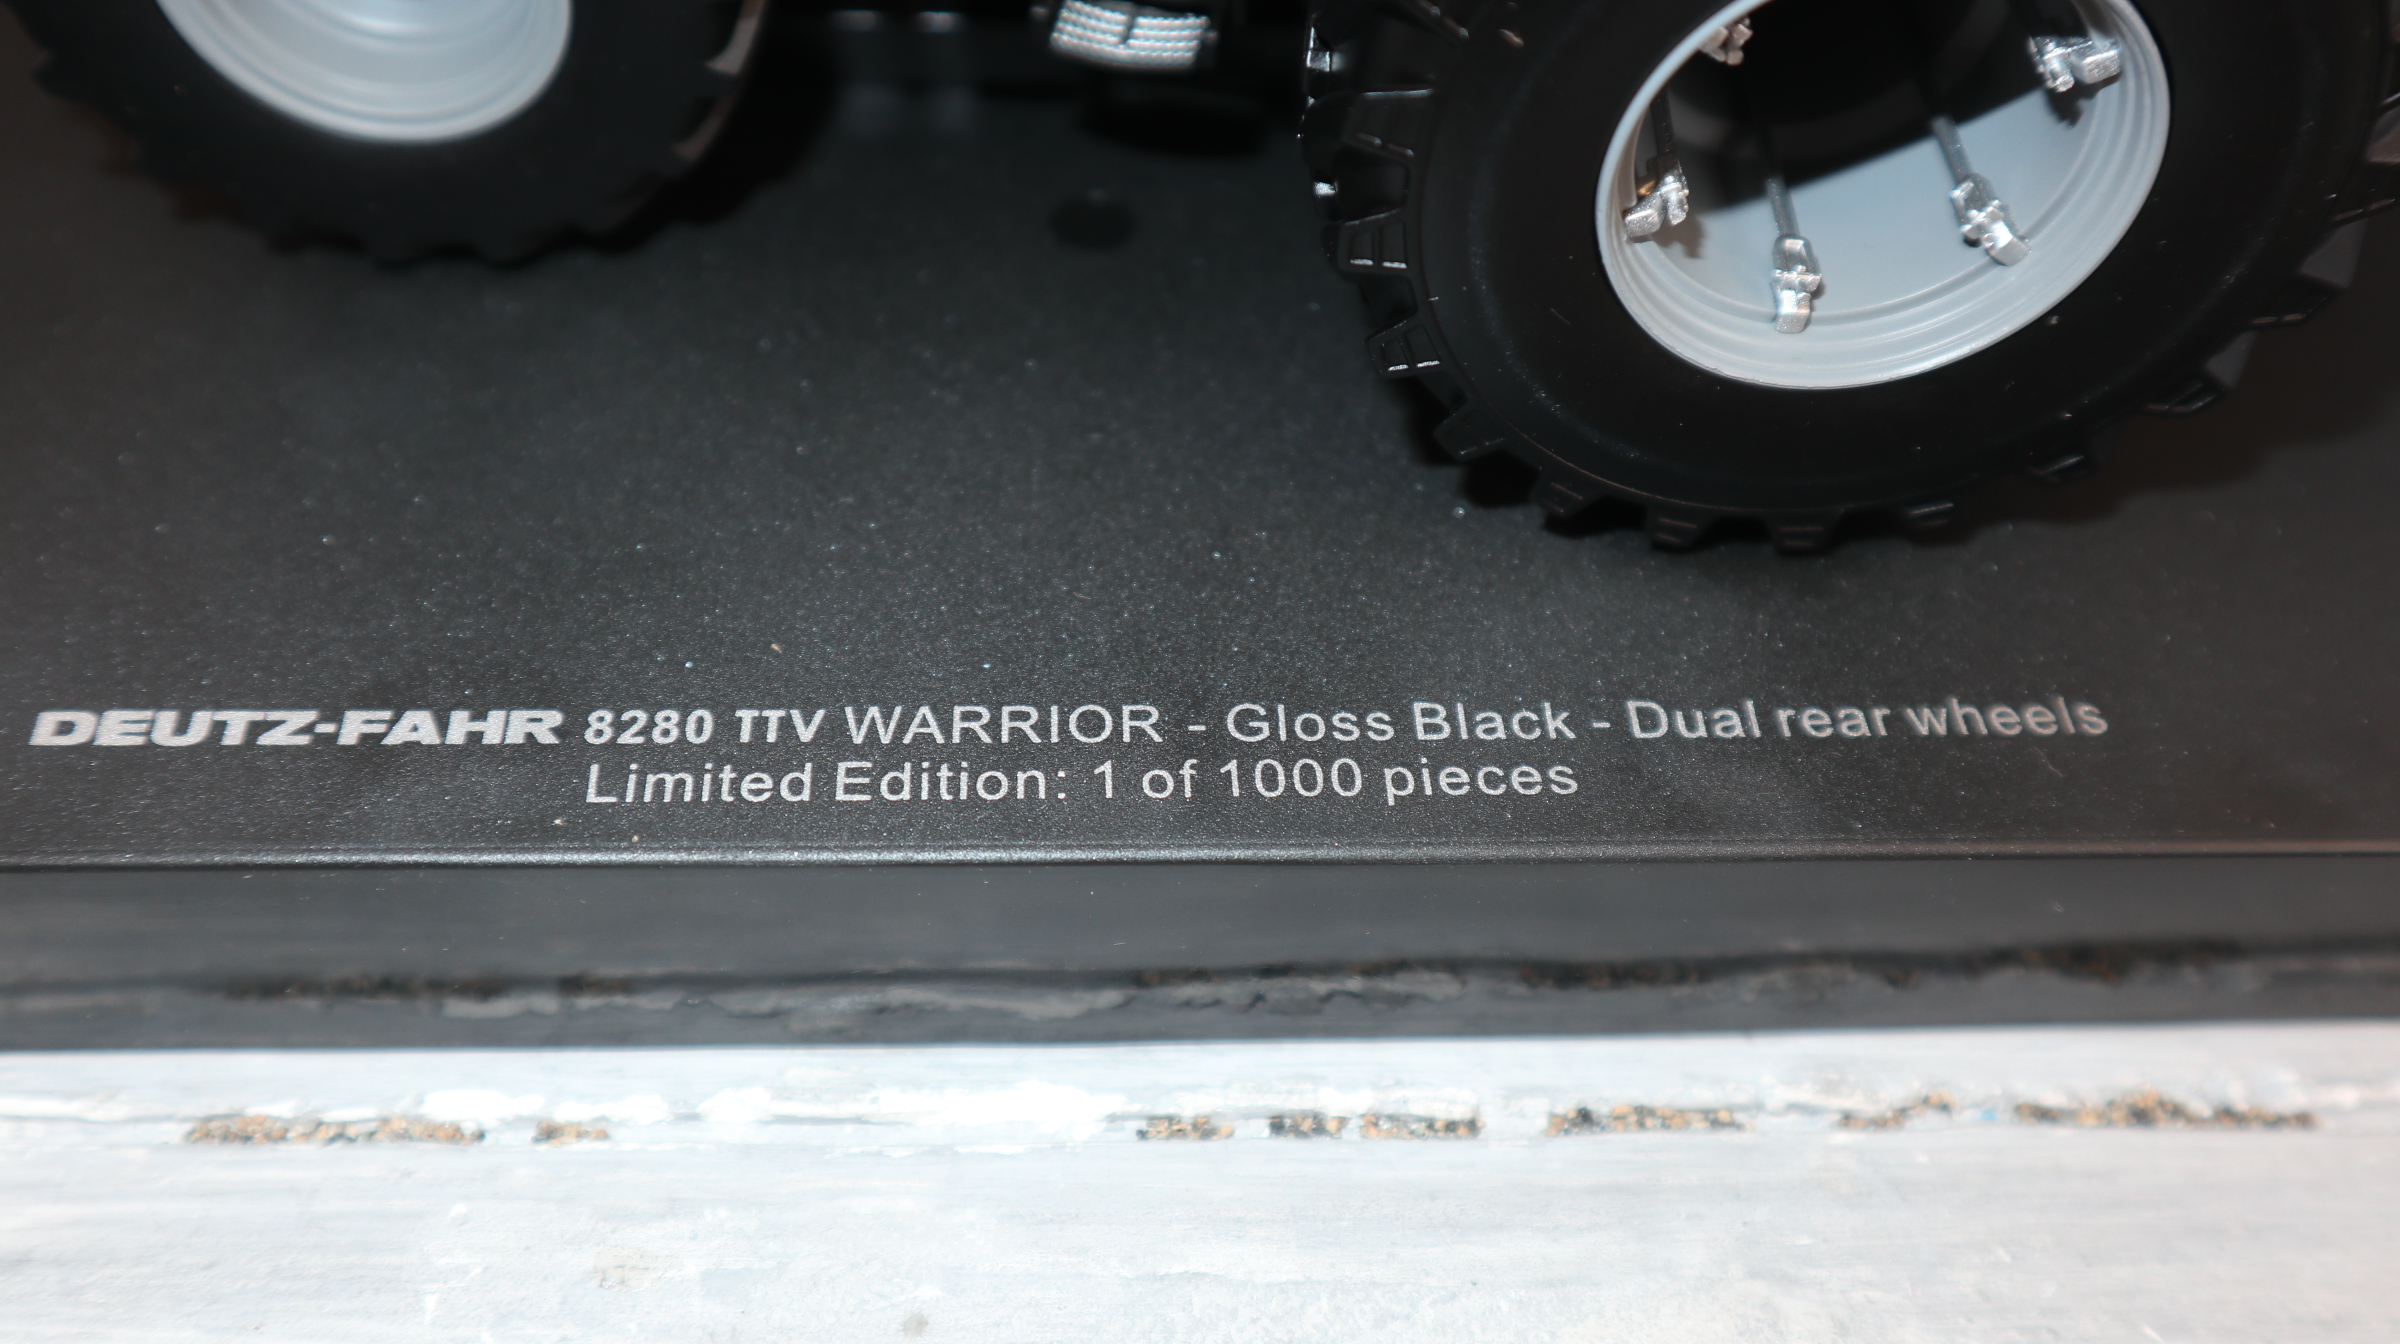 DEUTZ-FAHR 8280 TTV WARRIOR - Gloss Black - Dual rear wheels
Limited Edition: 1 of 1000 pieces